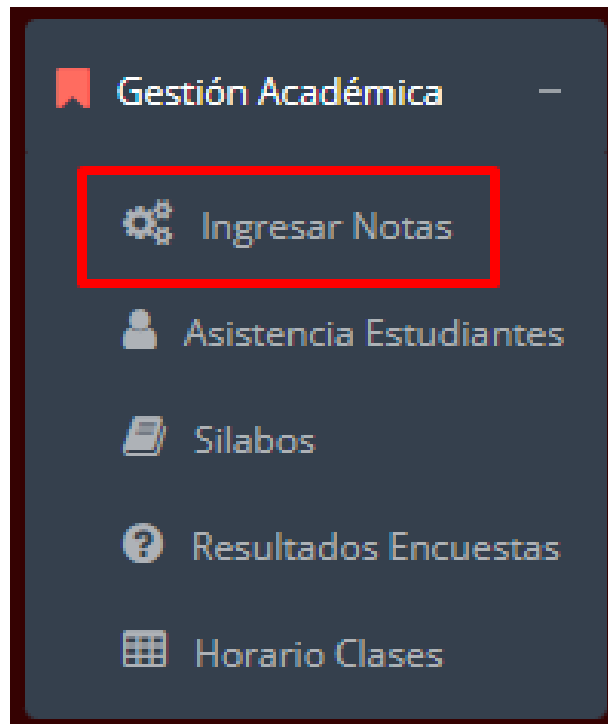 Gestión Académica
Ingresar Notas
Asistencia Estudiantes
Silabos
Resultados Encuestas
Horario Clases